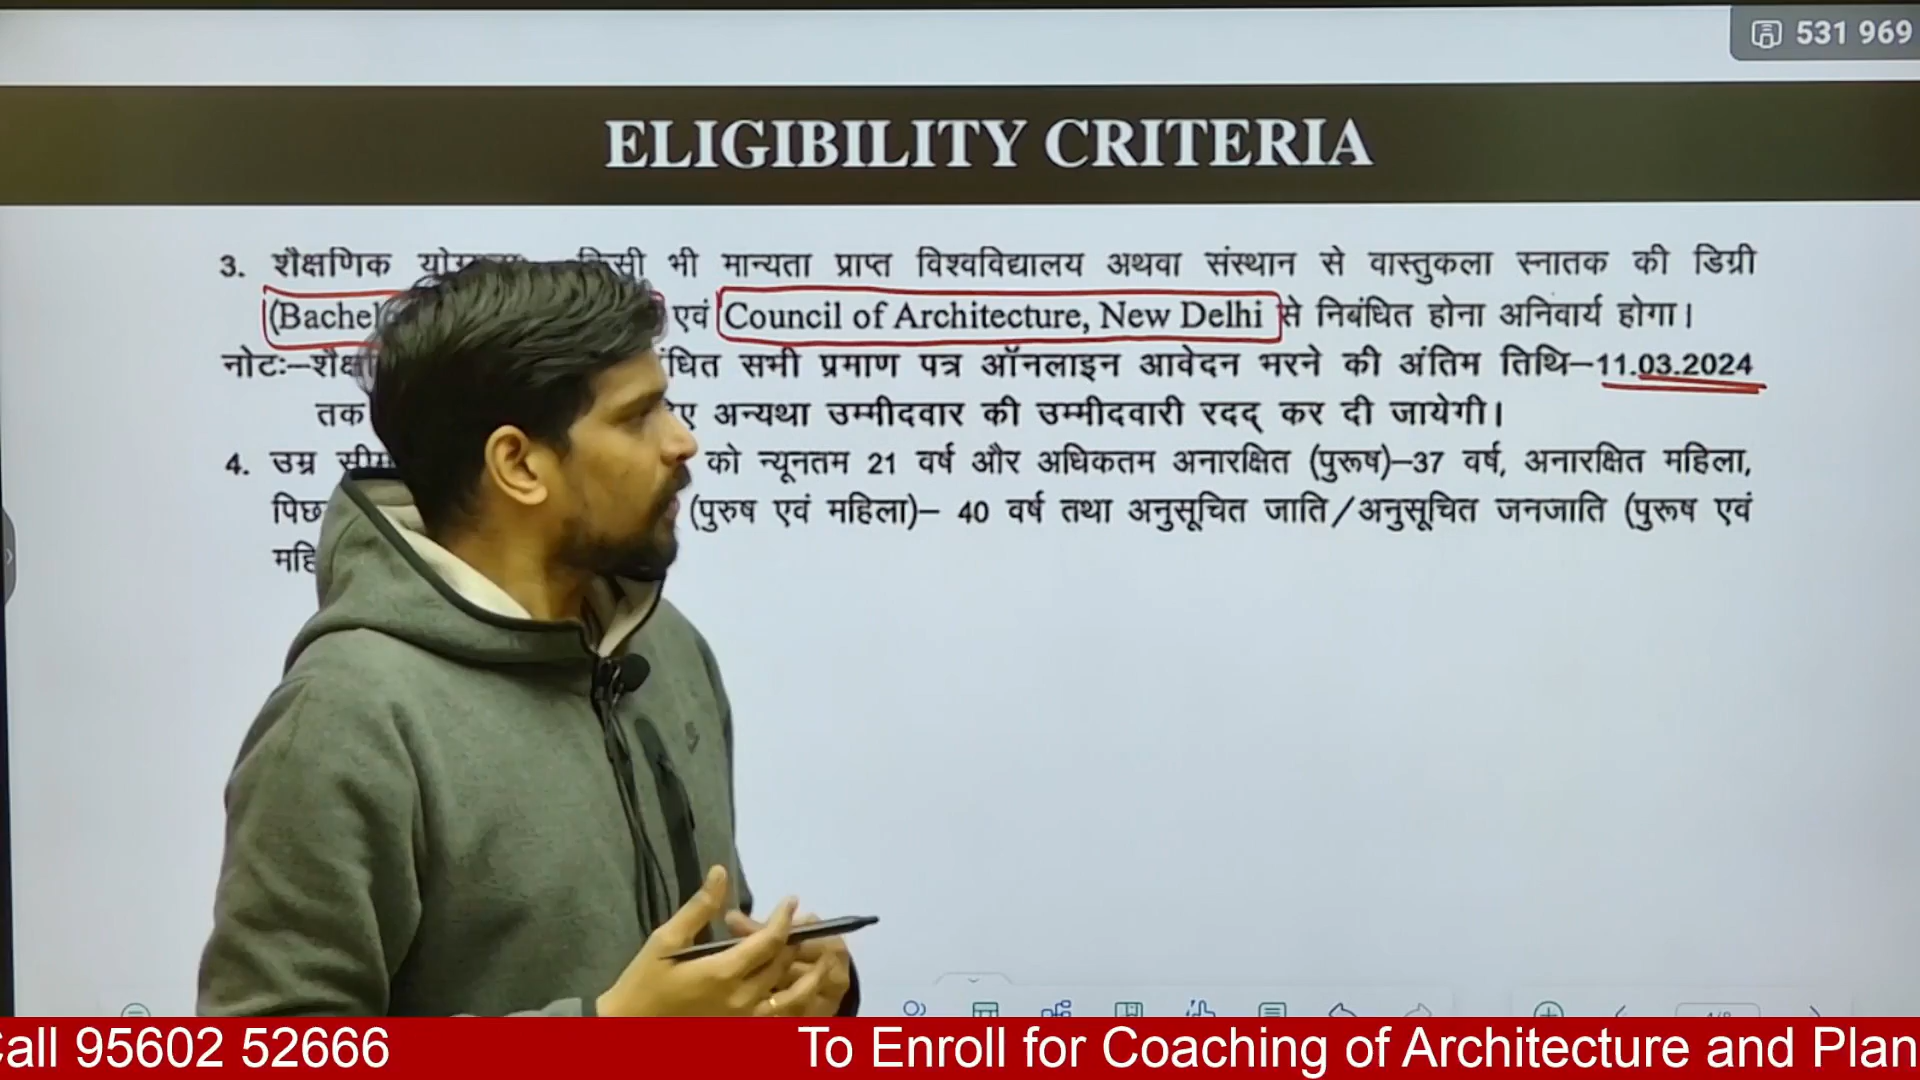 531 969
ELIGIBILITY CRITERIA
3. शैक्षणिक भी मान्यता प्राप्त विश्वविद्यालय अथवा संस्थान से वास्तुकला स्नातक की डिग्री
एवं Council of Architecture, New Delhi से निबंधित होना अनिवार्य होगा।
नोटः– सभी प्रमाण पत्र ऑनलाइन आवेदन भरने की अंतिम तिथि–11.03.2024
तक अन्यथा उम्मीदवार की उम्मीदवारी रदद् कर दी जायेगी।
4. उम्र को न्यूनतम 21 वर्ष और अधिकतम अनारक्षित (पुरूष)–37 वर्ष, अनारक्षित महिला,
(पुरुष एवं महिला)– 40 वर्ष तथा अनुसूचित जाति/अनुसूचित जनजाति (पुरूष एवं
Call 95602 52666 To Enroll for Coaching of Architecture and Plan